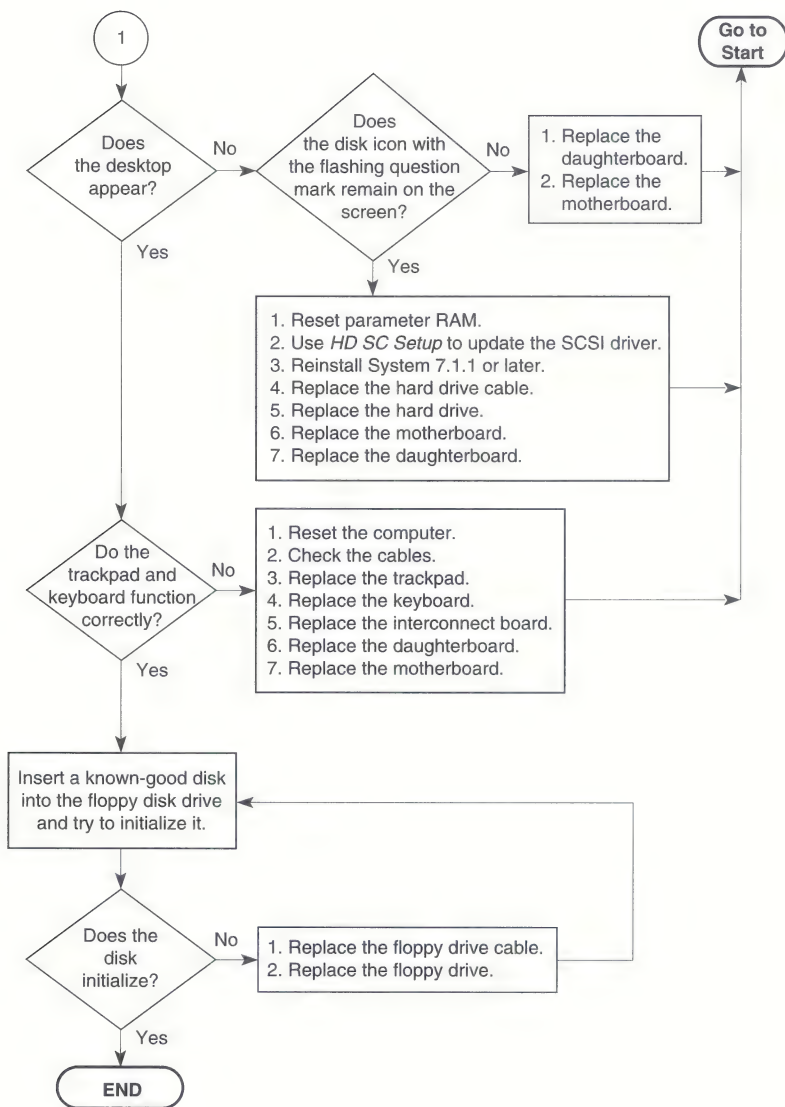 1
Go to
Start
Does
the desktop
appear?
No
Does
the disk icon with
the flashing question
mark remain on the
screen?
No
1. Replace the
daughterboard.
2. Replace the
motherboard.
Yes
Yes
1. Reset parameter RAM.
2. Use HD SC Setup to update the SCSI driver.
3. Reinstall System 7.1.1 or later.
4. Replace the hard drive cable.
5. Replace the hard drive.
6. Replace the motherboard.
7. Replace the daughterboard.
Do the
trackpad and
keyboard function
correctly?
No
1. Reset the computer.
2. Check the cables.
3. Replace the trackpad.
4. Replace the keyboard.
5. Replace the interconnect board.
6. Replace the daughterboard.
7. Replace the motherboard.
Yes
Insert a known-good disk
into the floppy disk drive
and try to initialize it.
Does the
disk
initialize?
No
1. Replace the floppy drive cable.
2. Replace the floppy drive.
Yes
END